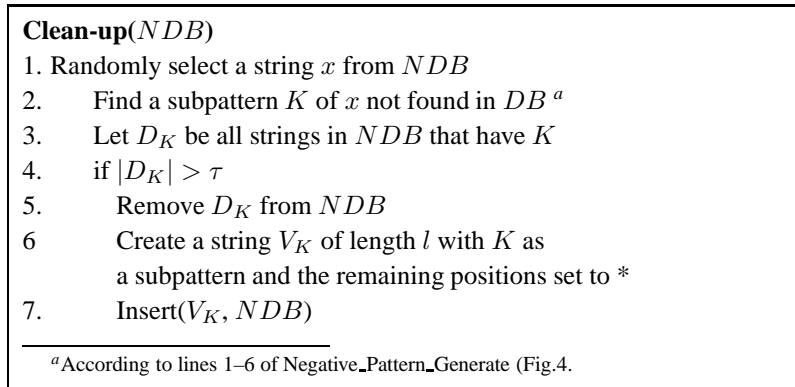 Clean-up(NDB)
1. Randomly select a string x from NDB
2. Find a subpattern K of x not found in DB a
3. Let D_K be all strings in NDB that have K
4. if |D_K| > τ
5. Remove D_K from NDB
6 Create a string V_K of length l with K as
a subpattern and the remaining positions set to *
7. Insert(V_K, NDB)
aAccording to lines 1–6 of Negative_Pattern_Generate (Fig.4.